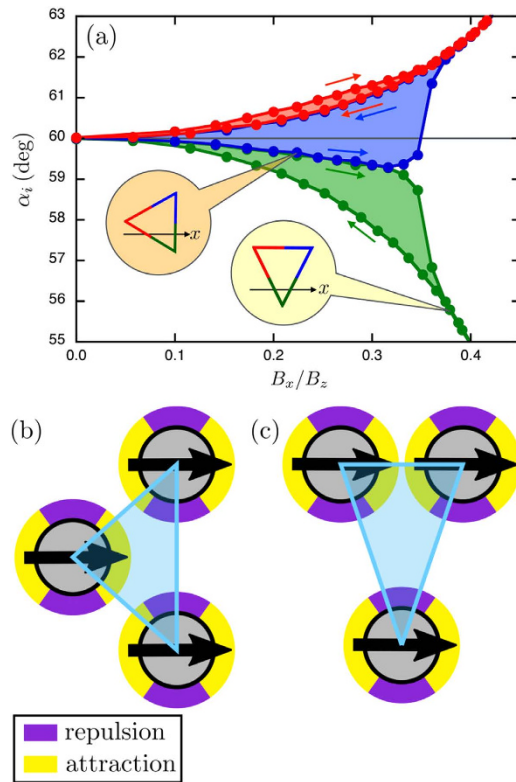 (a)
63
62
61
60
59
58
57
56
55
α_i (deg)
x
x
0.0
0.1
0.2
0.3
0.4
B_x/B_z
(b)
(c)
repulsion
attraction